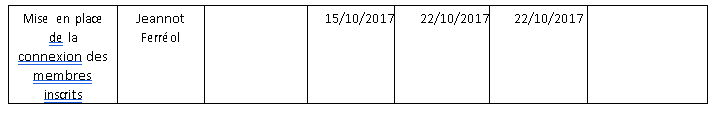 Mise en place de la connexion des membres inscrits
Jeannot Ferréol
15/10/2017
22/10/2017
22/10/2017